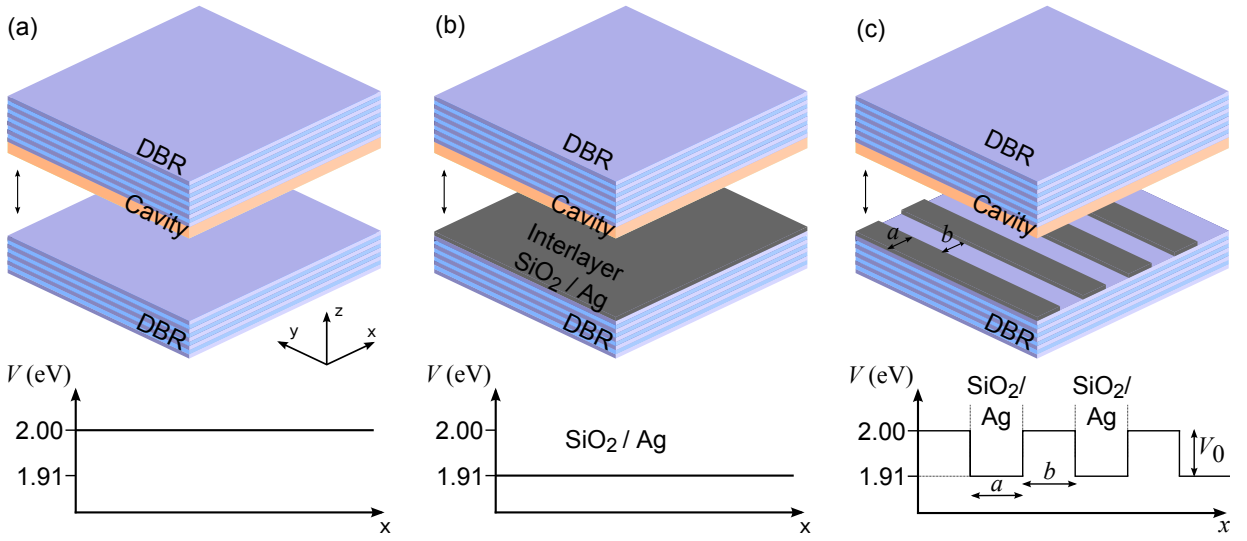 (a)
DBR
Cavity
DBR
z
y
x
V (eV)
2.00
1.91
x
(b)
DBR
Cavity
Interlayer
SiO2 / Ag
DBR
V (eV)
2.00
SiO2 / Ag
1.91
x
(c)
DBR
Cavity
a
b
DBR
V (eV)
SiO2/
Ag
SiO2/
Ag
2.00
V0
1.91
a
b
x